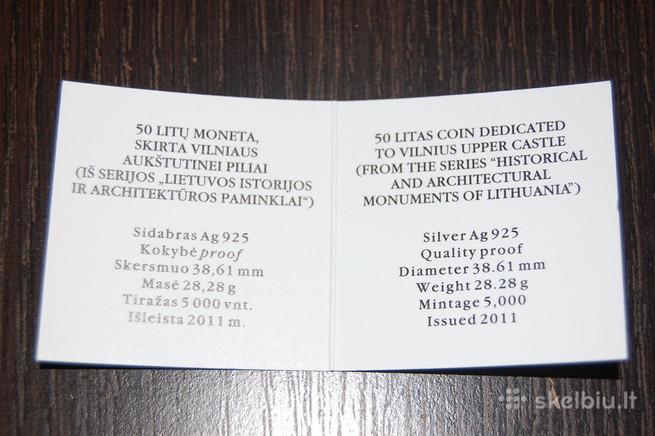 50 LITŲ MONETA,
SKIRTA VILNIAUS
AUKŠTUTINEI PILIAI
(IŠ SERIJOS „LIETUVOS ISTORIJOS
IR ARCHITEKTŪROS PAMINKLAI“)
Sidabras Ag 925
Kokybė proof
Skersmuo 38,61 mm
Masė 28,28 g
Tiražas 5 000 vnt.
Išleista 2011 m.
50 LITAS COIN DEDICATED
TO VILNIUS UPPER CASTLE
(FROM THE SERIES “HISTORICAL
AND ARCHITECTURAL
MONUMENTS OF LITHUANIA”)
Silver Ag 925
Quality proof
Diameter 38.61 mm
Weight 28.28 g
Mintage 5,000
Issued 2011
skelbiu.lt